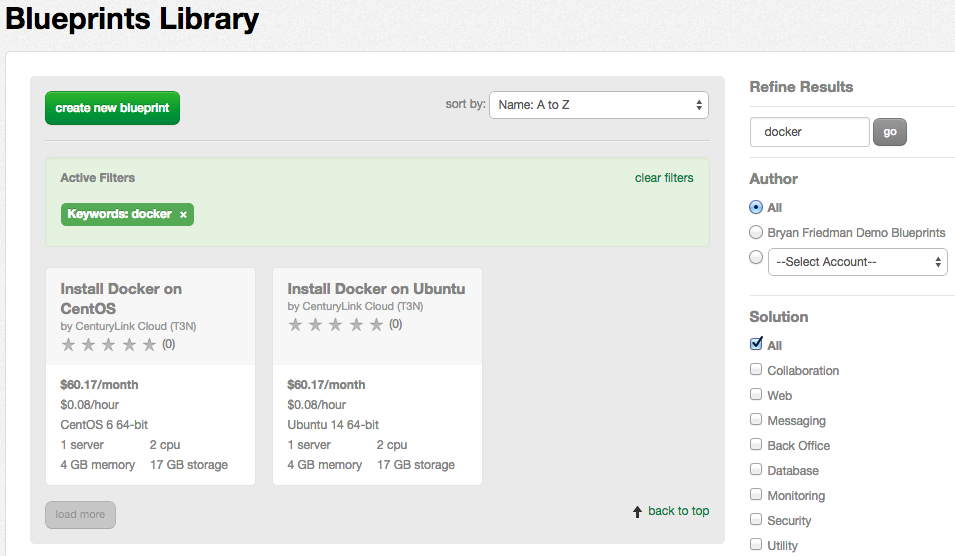 Blueprints Library
create new blueprint
sort by: Name: A to Z
Active Filters
clear filters
Keywords: docker ×
Install Docker on
CentOS
by CenturyLink Cloud (T3N)
(0)
$60.17/month
$0.08/hour
CentOS 6 64-bit
1 server 2 cpu
4 GB memory 17 GB storage
Install Docker on Ubuntu
by CenturyLink Cloud (T3N)
(0)
$60.17/month
$0.08/hour
Ubuntu 14 64-bit
1 server 2 cpu
4 GB memory 17 GB storage
load more
back to top
Refine Results
docker go
Author
All
Bryan Friedman Demo Blueprints
--Select Account--
Solution
All
Collaboration
Web
Messaging
Back Office
Database
Monitoring
Security
Utility